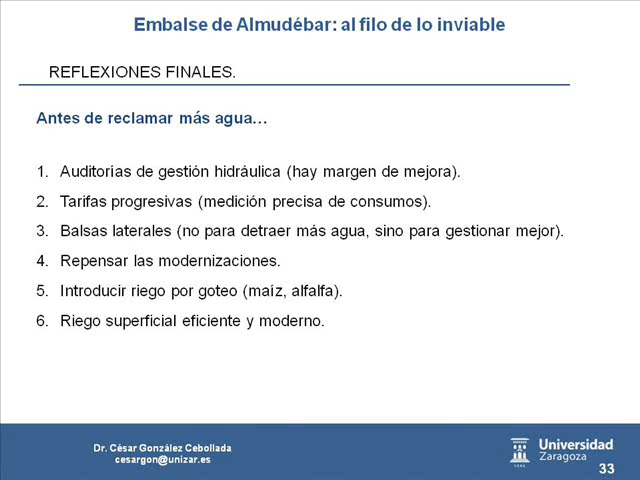 Embalse de Almudébar: al filo de lo inviable
REFLEXIONES FINALES.
Antes de reclamar más agua…
1. Auditorías de gestión hidráulica (hay margen de mejora).
2. Tarifas progresivas (medición precisa de consumos).
3. Balsas laterales (no para detraer más agua, sino para gestionar mejor).
4. Repensar las modernizaciones.
5. Introducir riego por goteo (maíz, alfalfa).
6. Riego superficial eficiente y moderno.
Dr. César González Cebollada
cesargon@unizar.es
Universidad
Zaragoza
1542
33